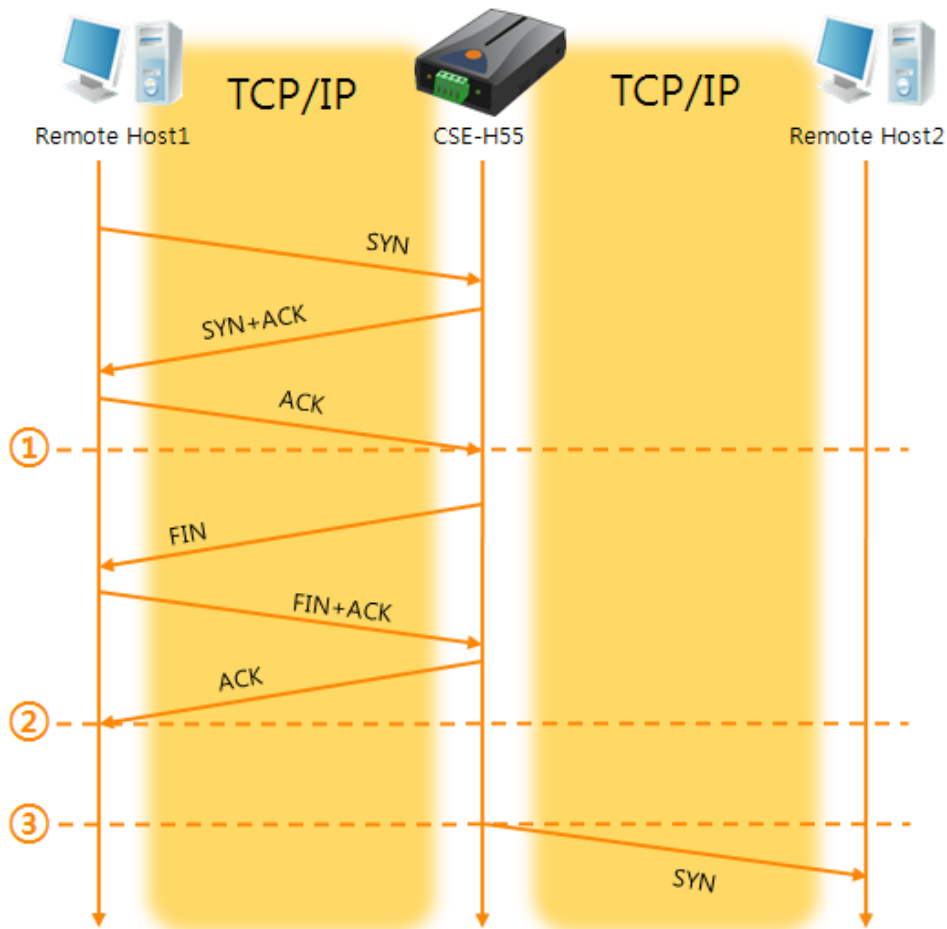 TCP/IP
TCP/IP
Remote Host1
CSE-H55
Remote Host2
SYN
SYN+ACK
ACK
①
FIN
FIN+ACK
ACK
②
③
SYN